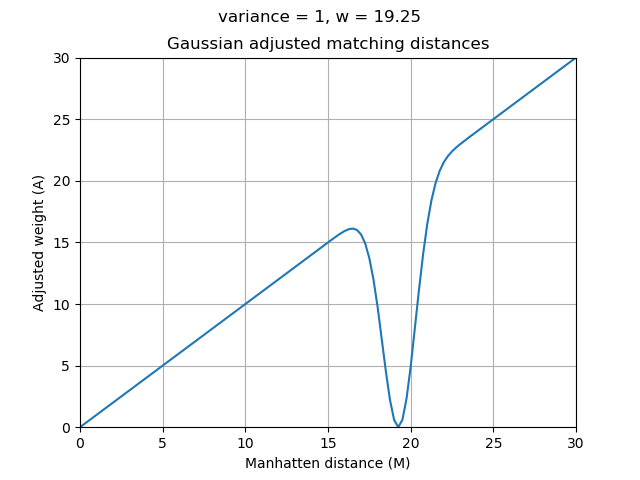 variance = 1, w = 19.25
Gaussian adjusted matching distances
30
25
20
15
10
5
0
Adjusted weight (A)
0 5 10 15 20 25 30
Manhatten distance (M)